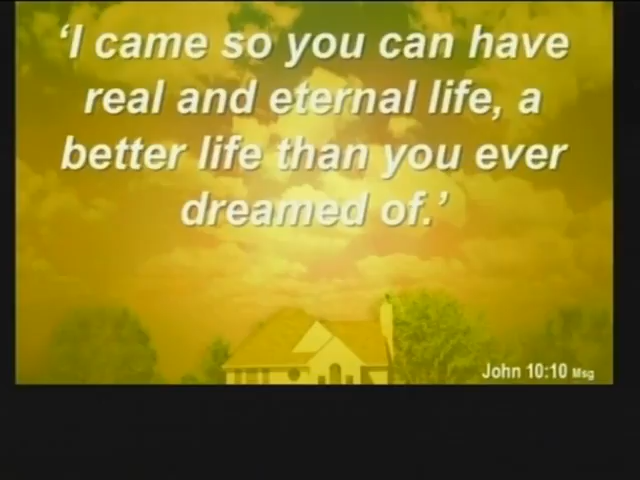 ‘I came so you can have
real and eternal life, a
better life than you ever
dreamed of.’
John 10:10 Msg